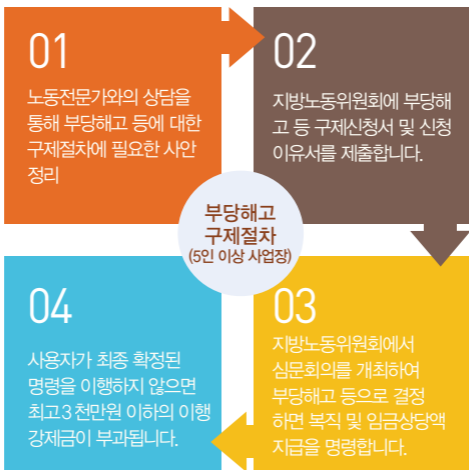 01
노동전문가와의 상담을
통해 부당해고 등에 대한
구제절차에 필요한 사안
정리
02
지방노동위원회에 부당해
고 등 구제신청서 및 신청
이유서를 제출합니다.
부당해고
구제절차
(5인 이상 사업장)
03
지방노동위원회에서
심문회의를 개최하여
부당해고 등으로 결정
하면 복직 및 임금상당액
지급을 명령합니다.
04
사용자가 최종 확정된
명령을 이행하지 않으면
최고 3천만원 이하의 이행
강제금이 부과됩니다.